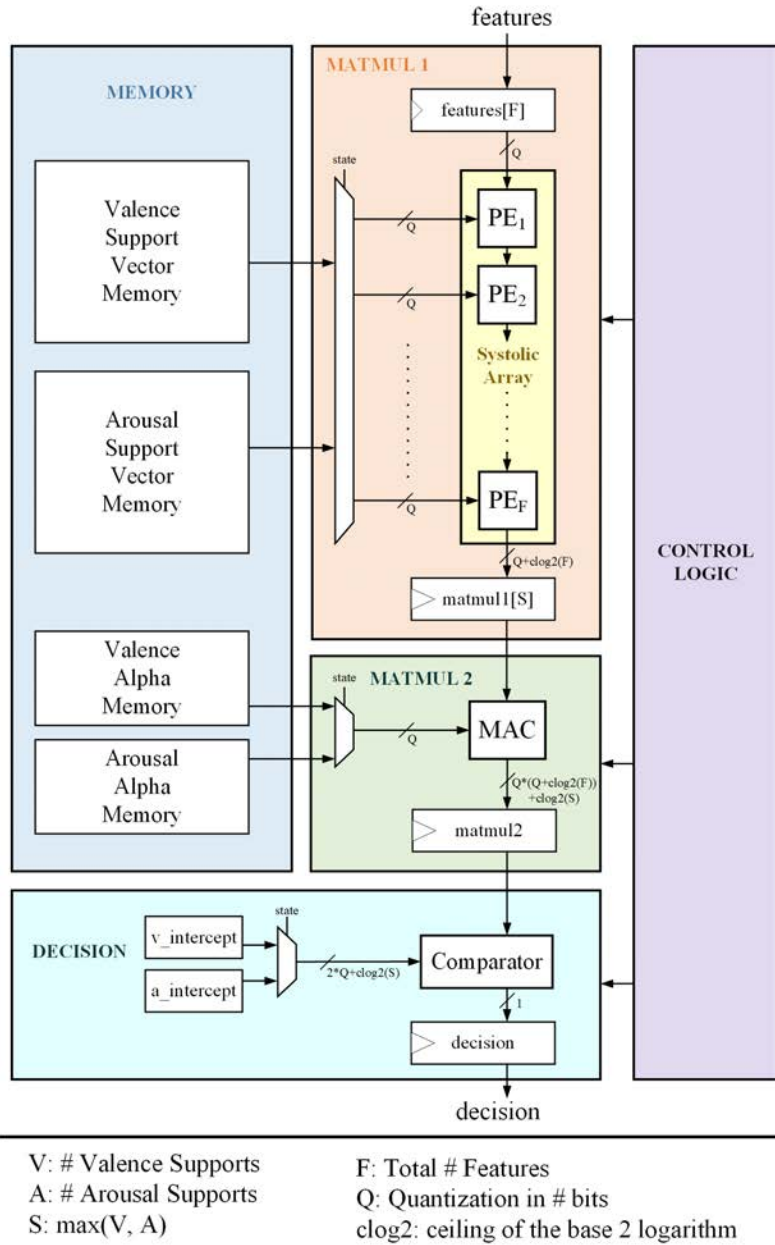 features
MEMORY
MATMUL 1
features[F]
Q
state
Valence
Support
Vector
Memory
Q
PE1
Q
PE2
Systolic
Array
Arousal
Support
Vector
Memory
Q
PEF
Q+clog2(F)
matmul1[S]
CONTROL
LOGIC
Valence
Alpha
Memory
state
MATMUL 2
Arousal
Alpha
Memory
Q
MAC
Q*(Q+clog2(F))
+clog2(S)
matmul2
DECISION
state
v_intercept
a_intercept
2*Q+clog2(S)
Comparator
1
decision
decision
V: # Valence Supports
A: # Arousal Supports
S: max(V, A)
F: Total # Features
Q: Quantization in # bits
clog2: ceiling of the base 2 logarithm